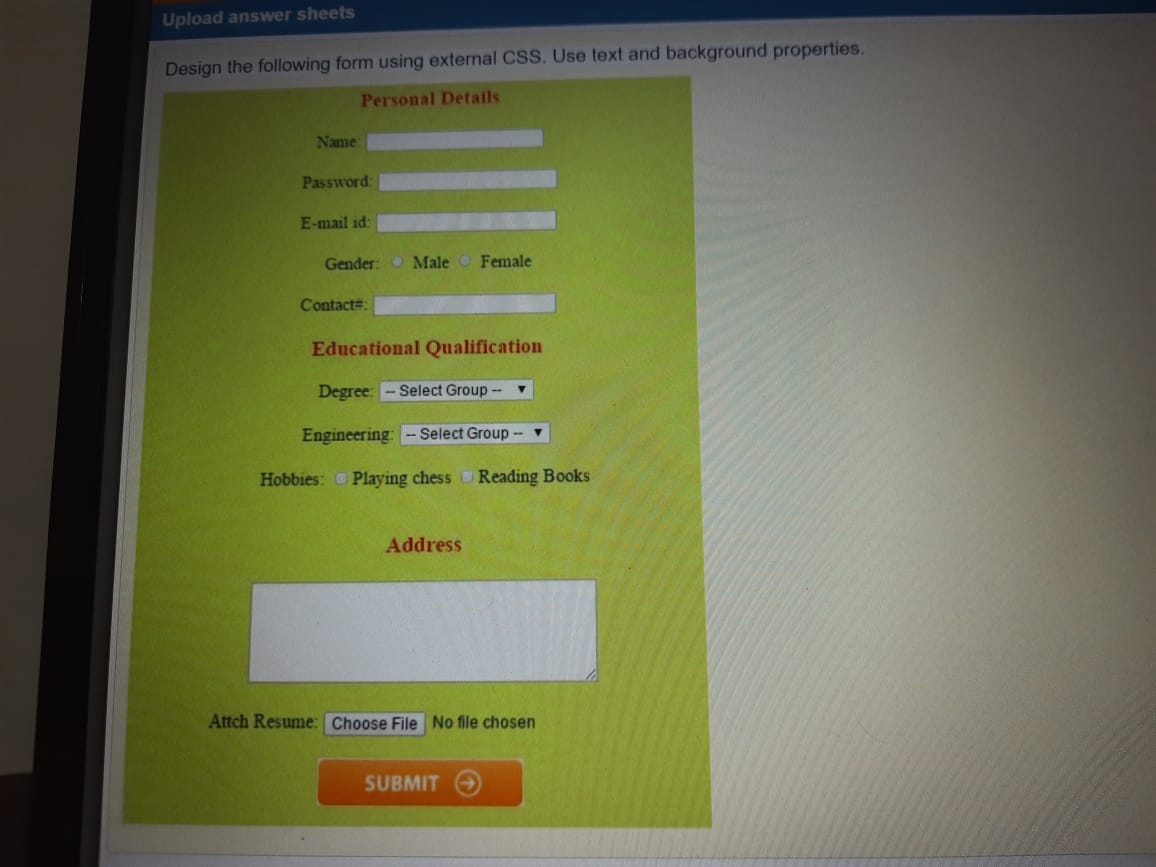 Upload answer sheets
Design the following form using external CSS. Use text and background properties.
Personal Details
Name:
Password:
E-mail id:
Gender: Male Female
Contact#:
Educational Qualification
Degree: -- Select Group --
Engineering: -- Select Group --
Hobbies: Playing chess Reading Books
Address
Attch Resume: Choose File No file chosen
SUBMIT